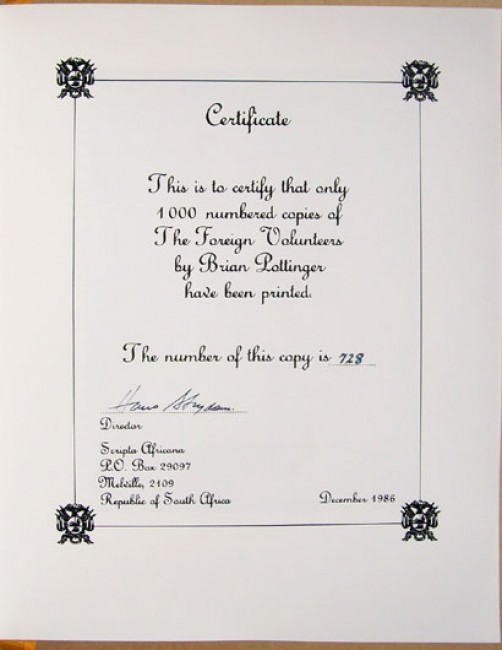 Certificate
This is to certify that only
1000 numbered copies of
The Foreign Volunteers
by Brian Pottinger
have been printed.
The number of this copy is 728
Hans Strydom
Director
Scripta Africana
P.O. Box 29097
Melville, 2109
Republic of South Africa
December 1986